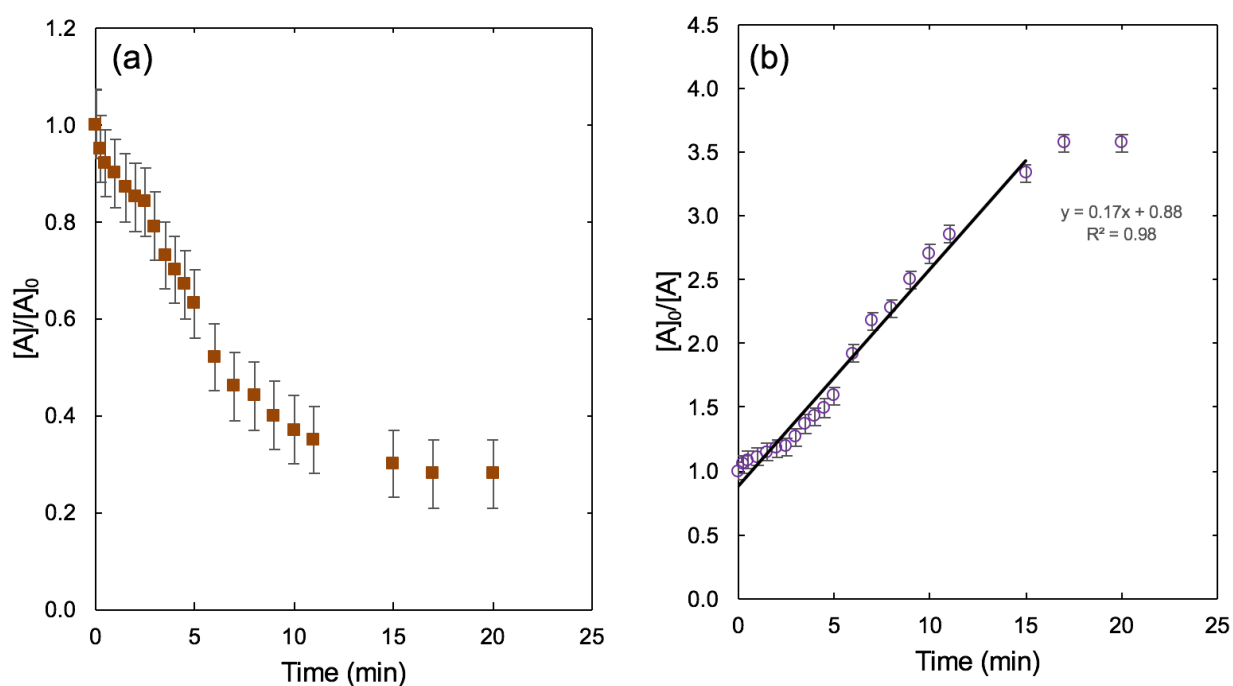 (a)
[A]/[A]₀
1.2
1.0
0.8
0.6
0.4
0.2
0.0
0 5 10 15 20 25
Time (min)
(b)
[A]₀/[A]
4.5
4.0
3.5
3.0
2.5
2.0
1.5
1.0
0.5
0.0
y = 0.17x + 0.88
R² = 0.98
0 5 10 15 20 25
Time (min)